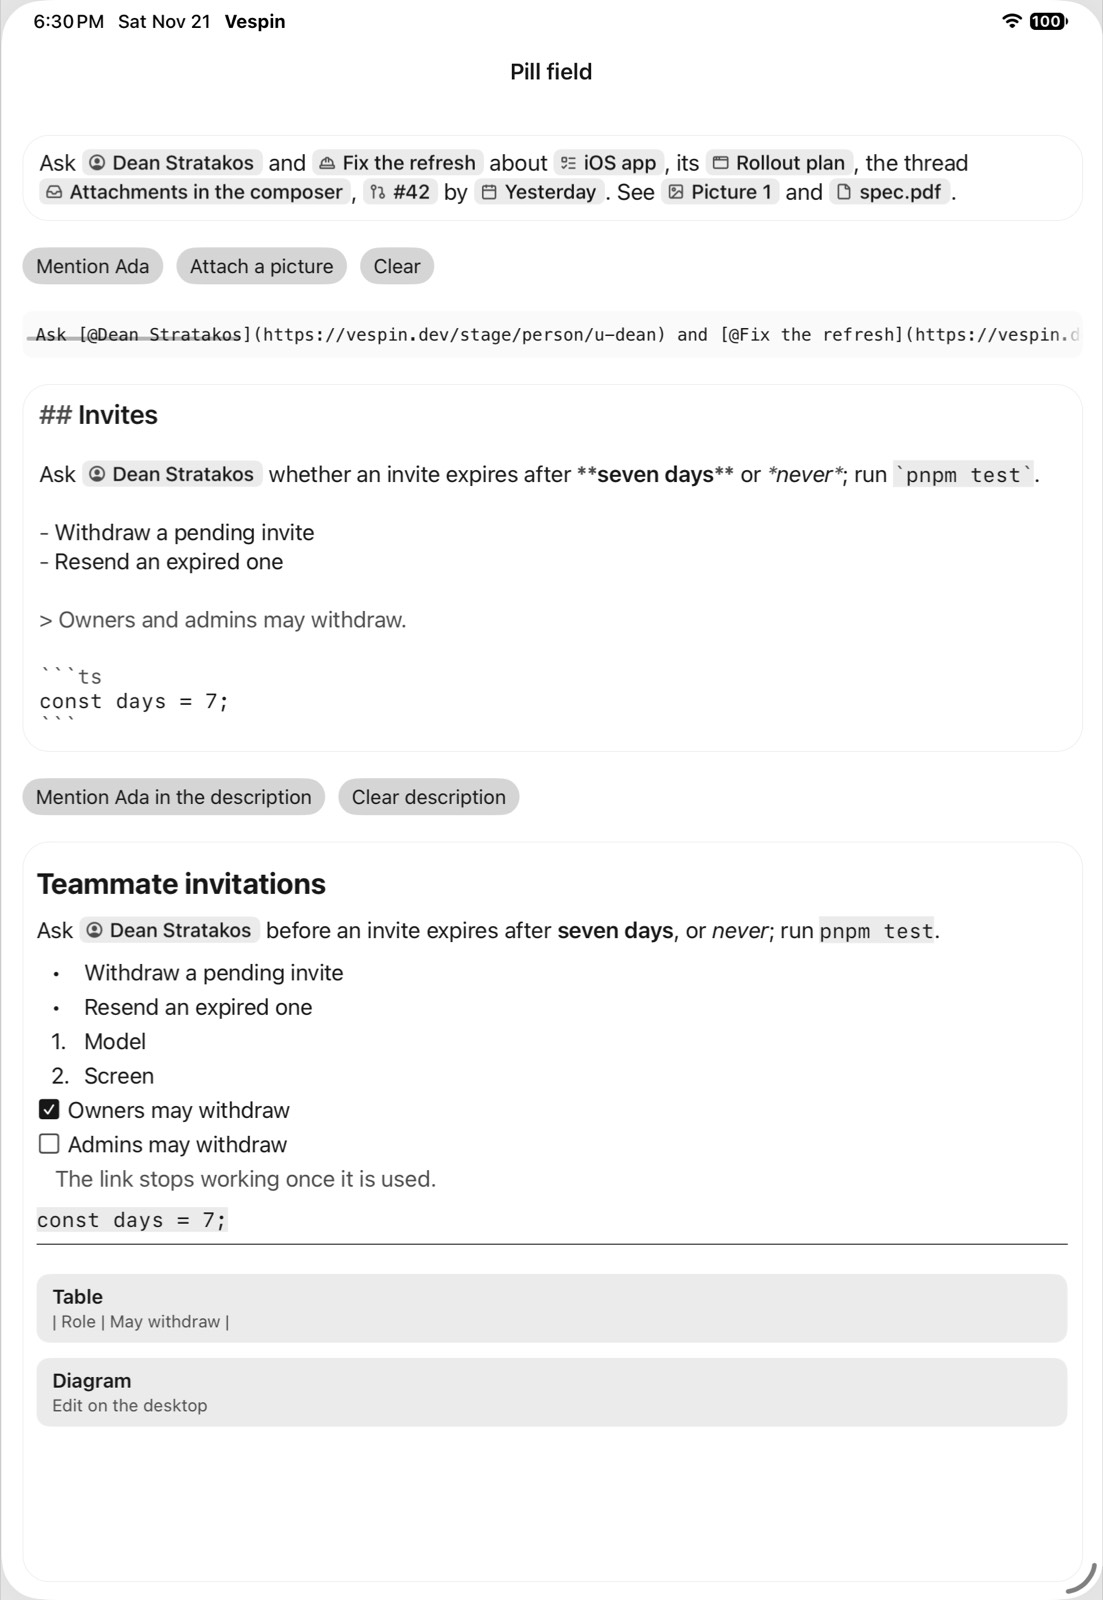 6:30 PM Sat Nov 21 Vespin
100
Pill field
Ask Dean Stratakos and Fix the refresh about iOS app, its Rollout plan, the thread
Attachments in the composer, #42 by Yesterday. See Picture 1 and spec.pdf.
Mention Ada Attach a picture Clear
Ask [@Dean Stratakos](https://vespin.dev/stage/person/u-dean) and [@Fix the refresh](https://vespin.d
## Invites
Ask Dean Stratakos whether an invite expires after **seven days** or *never*; run `pnpm test`.
- Withdraw a pending invite
- Resend an expired one
> Owners and admins may withdraw.
```ts
const days = 7;
```
Mention Ada in the description Clear description
Teammate invitations
Ask Dean Stratakos before an invite expires after seven days, or never; run pnpm test.
• Withdraw a pending invite
• Resend an expired one
1. Model
2. Screen
Owners may withdraw
Admins may withdraw
The link stops working once it is used.
const days = 7;
Table
| Role | May withdraw |
Diagram
Edit on the desktop